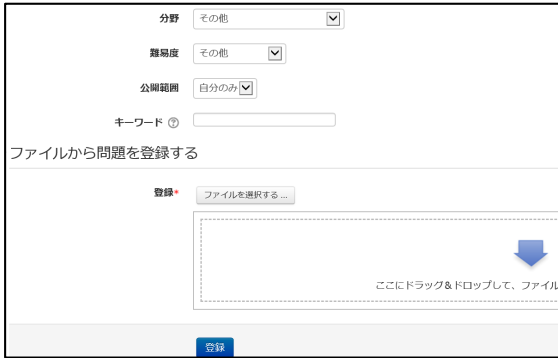 分野 その他
難易度 その他
公開範囲 自分のみ
キーワード ?
ファイルから問題を登録する
登録* ファイルを選択する ...
ここにドラッグ&ドロップして、ファイル
登録